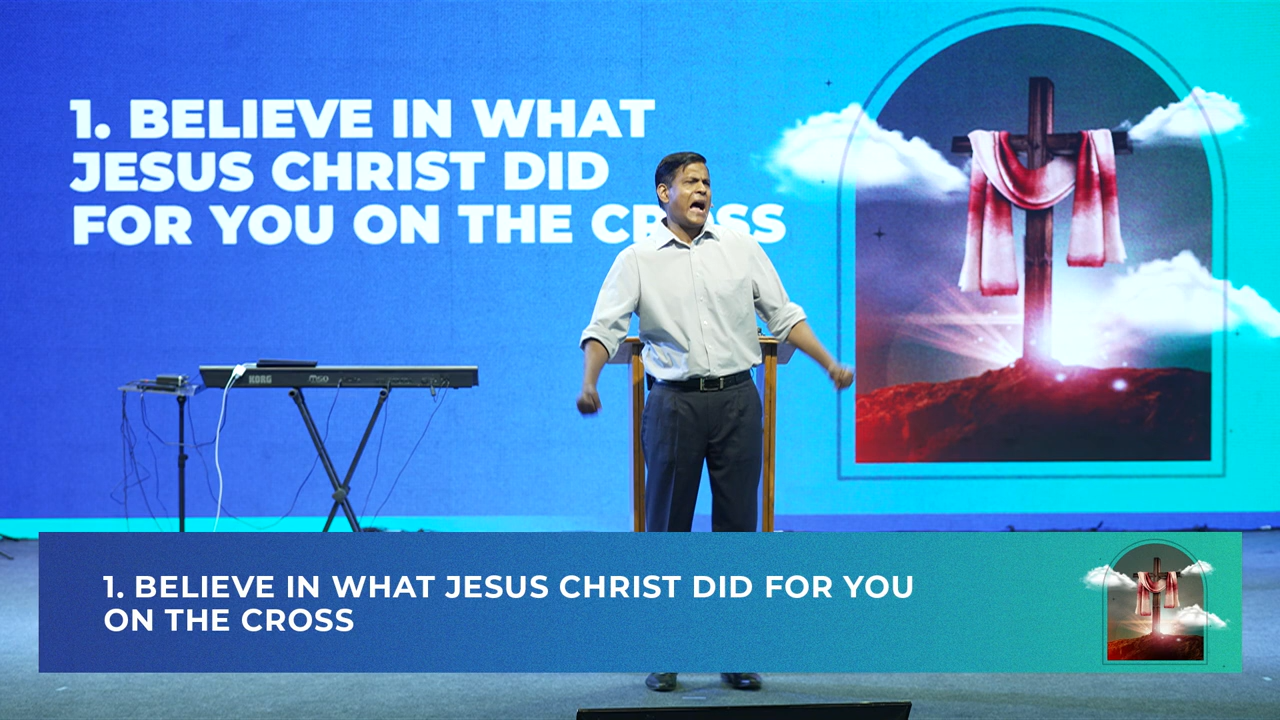 1. BELIEVE IN WHAT
JESUS CHRIST DID
FOR YOU ON THE CROSS
KORG
1. BELIEVE IN WHAT JESUS CHRIST DID FOR YOU
ON THE CROSS